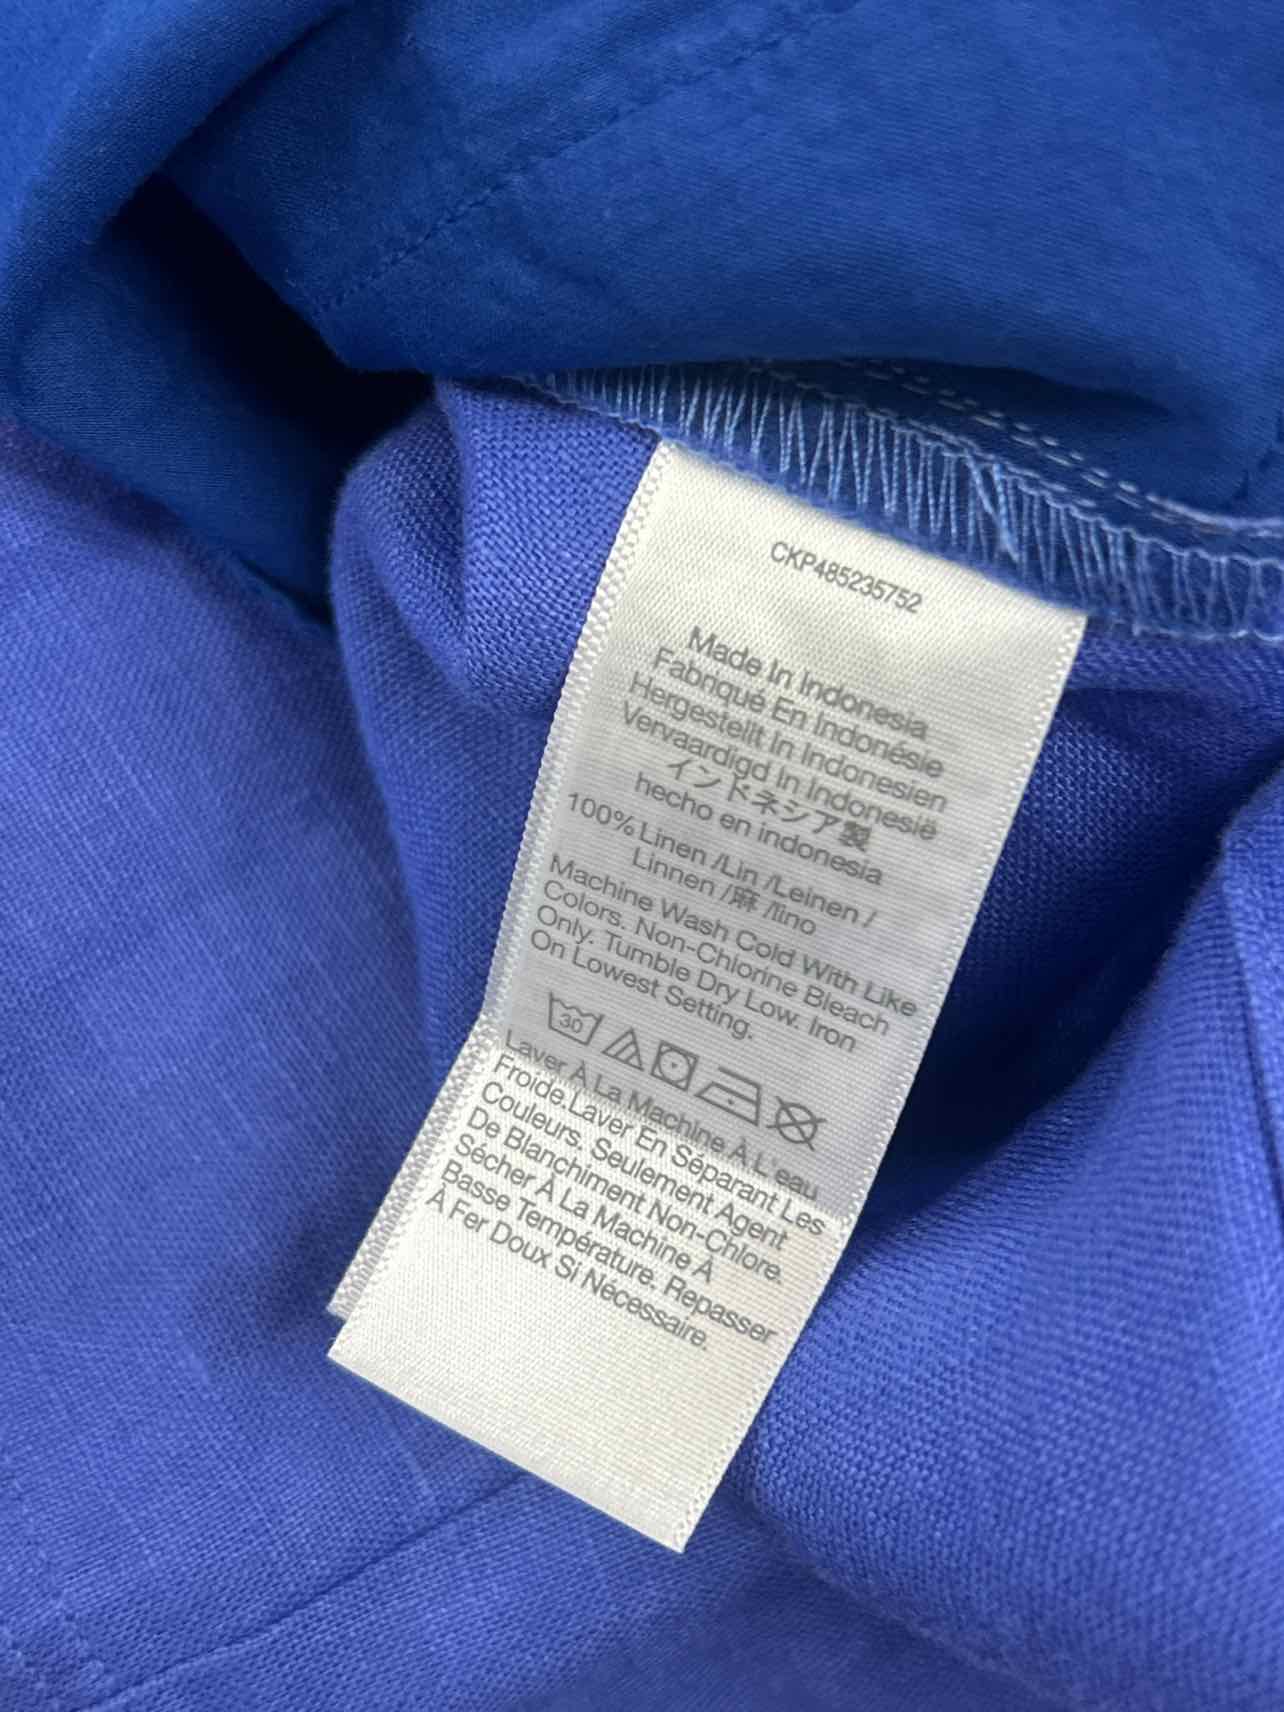 CKP485235752
Made In Indonesia
Fabriqué En Indonésie
Hergestellt In Indonesien
Vervaardigd In Indonesië
インドネシア製
hecho en indonesia
100% Linen /Lin /Leinen /
Linnen /麻 /lino
Machine Wash Cold With Like
Colors. Non-Chlorine Bleach
Only. Tumble Dry Low. Iron
On Lowest Setting.
30
Laver À La Machine À L'eau
Froide.Laver En Séparant Les
Couleurs. Seulement Agent
De Blanchiment Non-Chlore.
Sécher À La Machine À
Basse Température. Repasser
À Fer Doux Si Nécessaire.